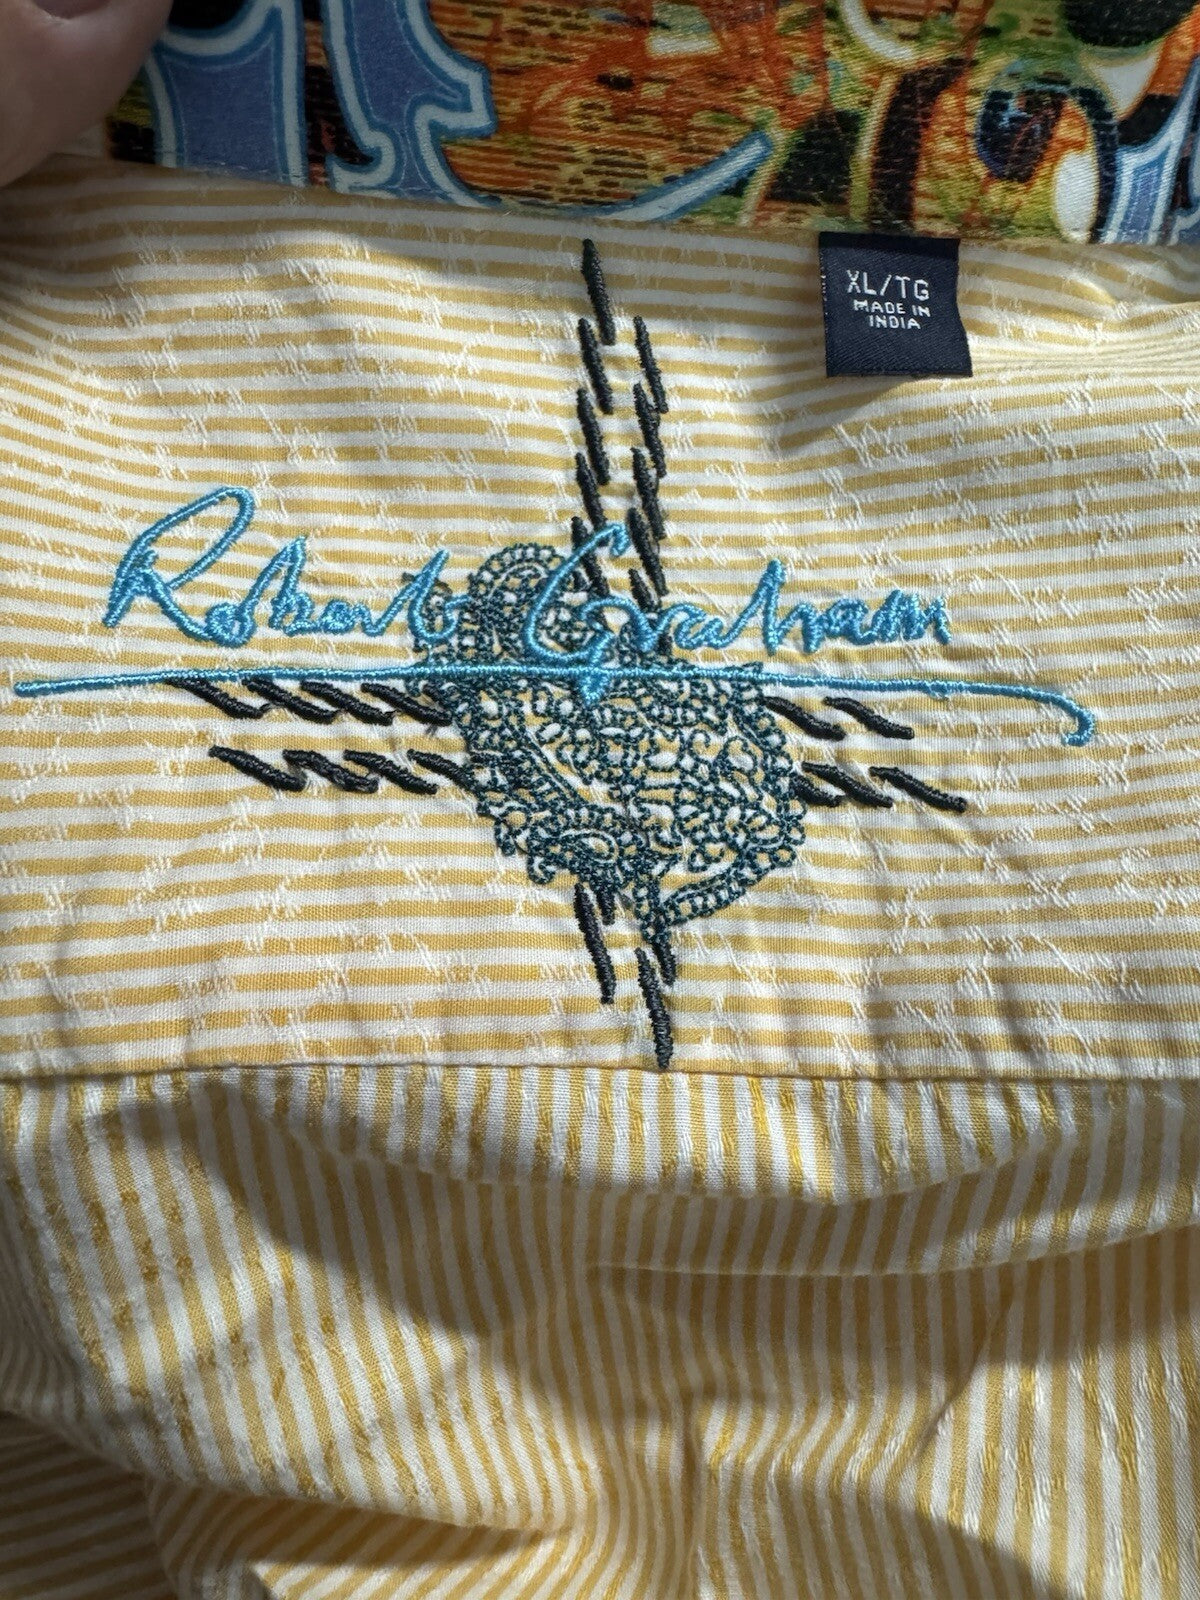 XL/TG
MADE IN
INDIA
Robert Graham